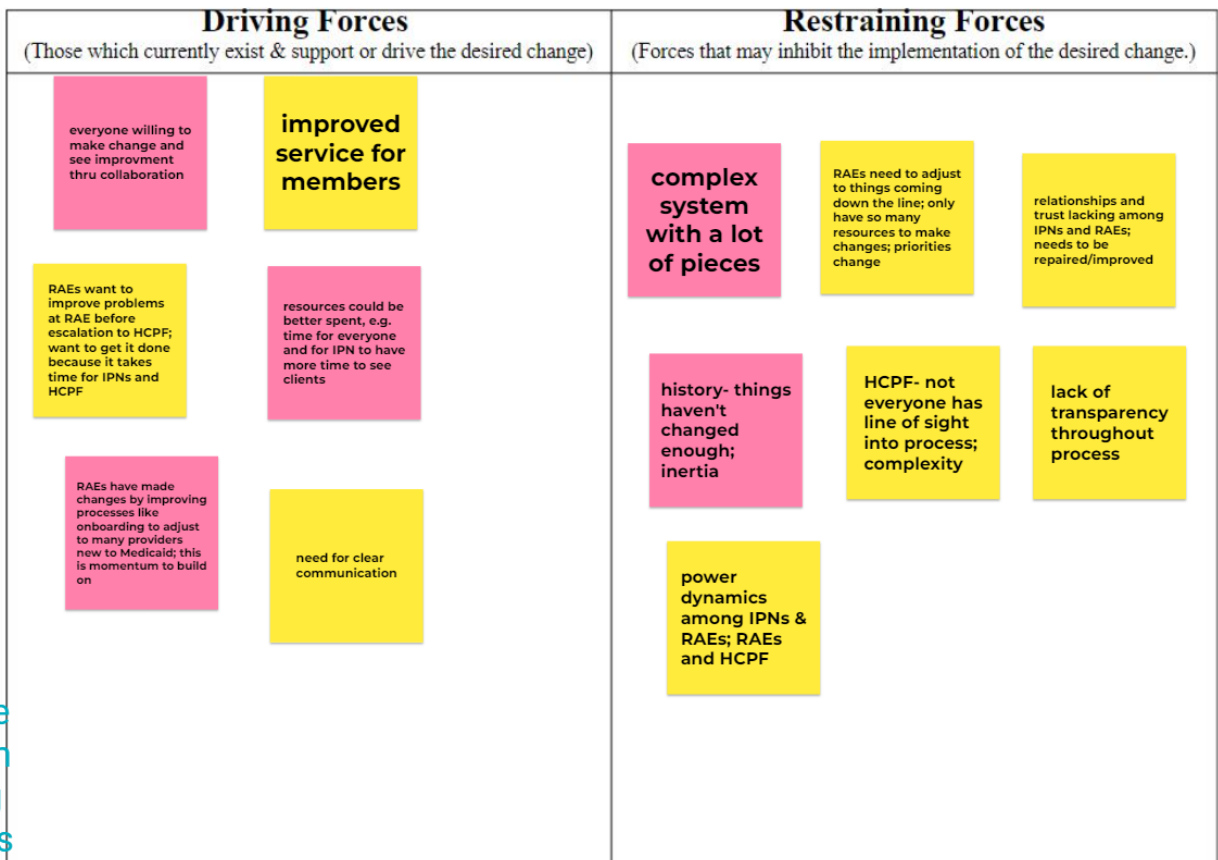 Driving Forces
(Those which currently exist & support or drive the desired change)
everyone willing to
make change and
see improvment
thru collaboration
improved
service for
members
RAEs want to
improve problems
at RAE before
escalation to HCPF;
want to get it done
because it takes
time for IPNs and
HCPF
resources could be
better spent, e.g.
time for everyone
and for IPN to have
more time to see
clients
RAEs have made
changes by improving
processes like
onboarding to adjust
to many providers
new to Medicaid; this
is momentum to build
on
need for clear
communication
Restraining Forces
(Forces that may inhibit the implementation of the desired change.)
complex
system
with a lot
of pieces
RAEs need to adjust
to things coming
down the line; only
have so many
resources to make
changes; priorities
change
relationships and
trust lacking among
IPNs and RAEs;
needs to be
repaired/improved
history- things
haven't
changed
enough;
inertia
HCPF- not
everyone has
line of sight
into process;
complexity
lack of
transparency
throughout
process
power
dynamics
among IPNs &
RAEs; RAEs
and HCPF